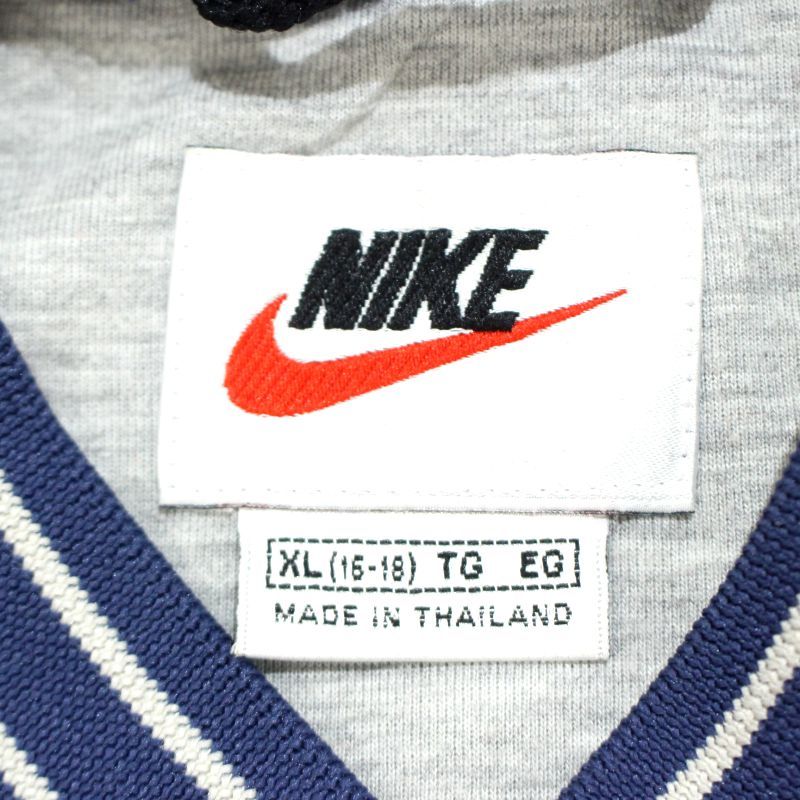 NIKE
XL (16-18) TG EG
MADE IN THAILAND